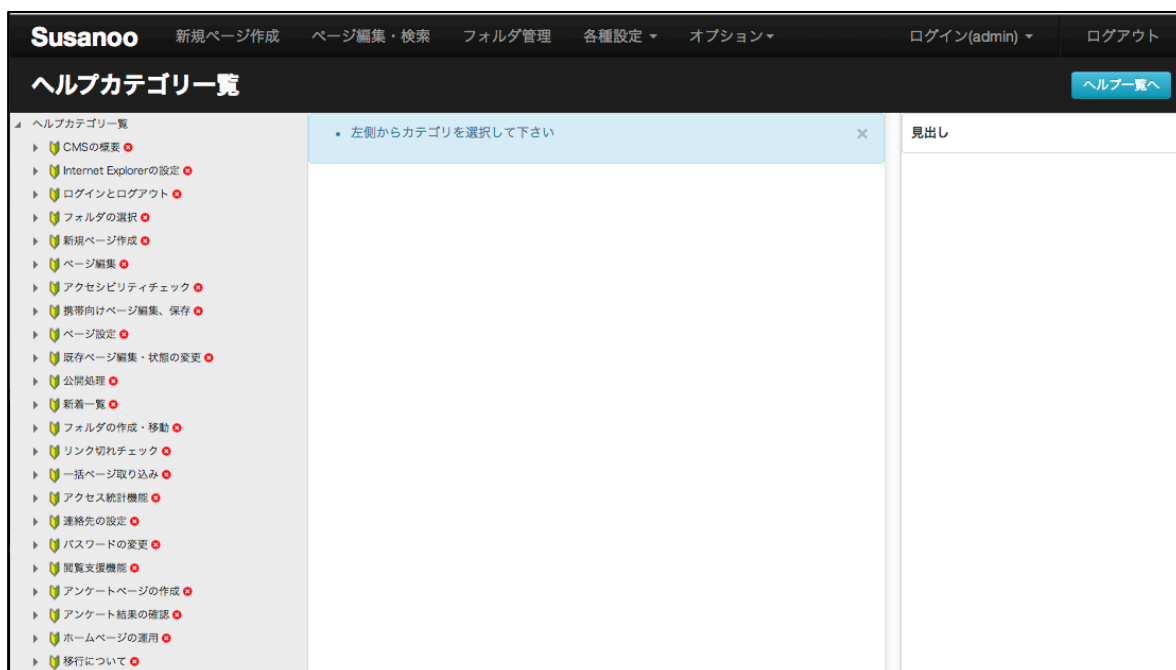 Susanoo 新規ページ作成 ページ編集・検索 フォルダ管理 各種設定 オプション ログイン(admin) ログアウト
ヘルプカテゴリ一覧 ヘルプ一覧へ
ヘルプカテゴリ一覧
左側からカテゴリを選択して下さい ×
見出し
CMSの概要
Internet Explorerの設定
ログインとログアウト
フォルダの選択
新規ページ作成
ページ編集
アクセシビリティチェック
携帯向けページ編集、保存
ページ設定
既存ページ編集・状態の変更
公開処理
新着一覧
フォルダの作成・移動
リンク切れチェック
一括ページ取り込み
アクセス統計機能
連絡先の設定
パスワードの変更
閲覧支援機能
アンケートページの作成
アンケート結果の確認
ホームページの運用
移行について